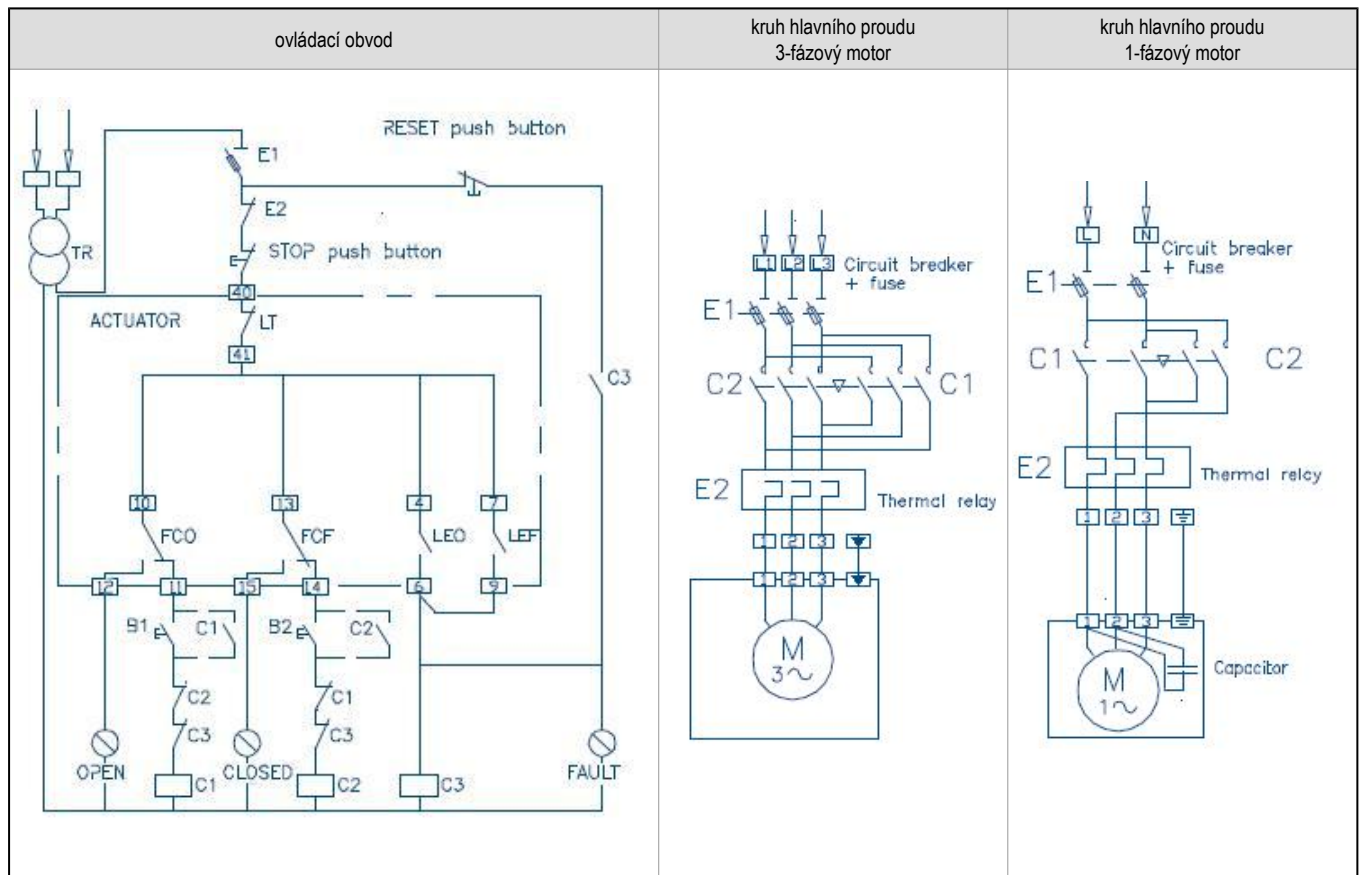 ovládací obvod
kruh hlavního proudu
3-fázový motor
kruh hlavního proudu
1-fázový motor
RESET push button
E1
E2
TR
STOP push button
40
ACTUATOR
LT
41
C3
10
13
4
7
FCO
FCF
LEO
LEF
12
11
15
14
6
9
B1
C1
B2
C2
C2
C1
C3
C3
OPEN
C1
CLOSED
C2
C3
FAULT
L1 L2 L3
Circuit breaker
+ fuse
E1
C2
C1
E2
Thermal relay
1 2 3
1 2 3
M
3~
L
N
Circuit breaker
+ fuse
E1
C1
C2
E2
Thermal relay
1 2 3
1 2 3
M
1~
Capacitor